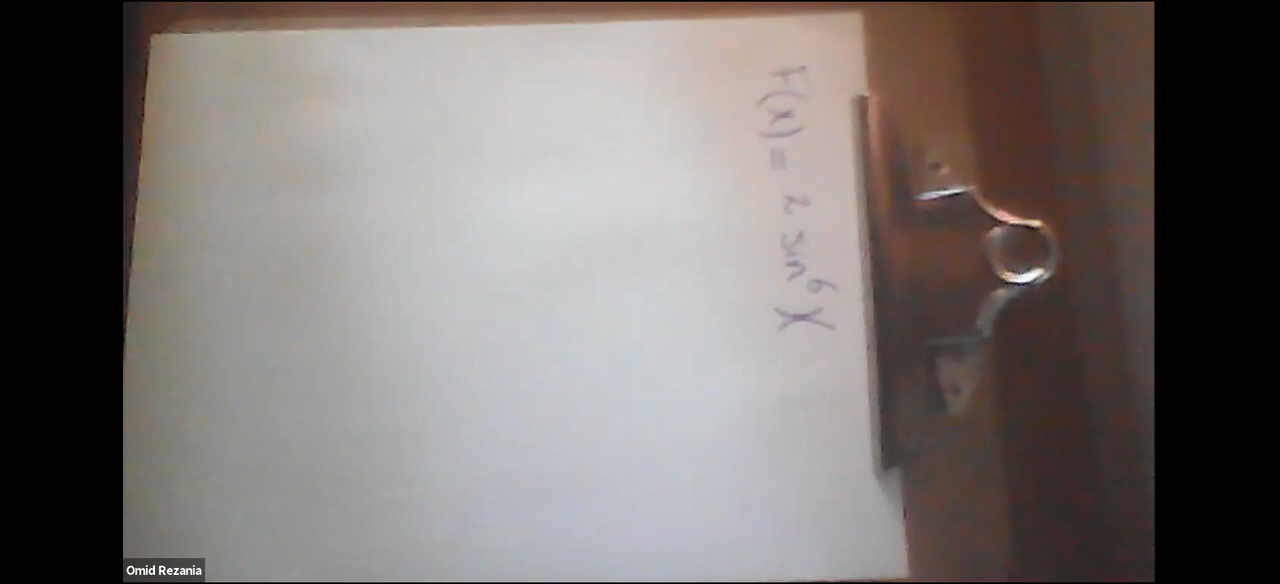 F(x) = 2 sin⁶ x
Omid Rezania